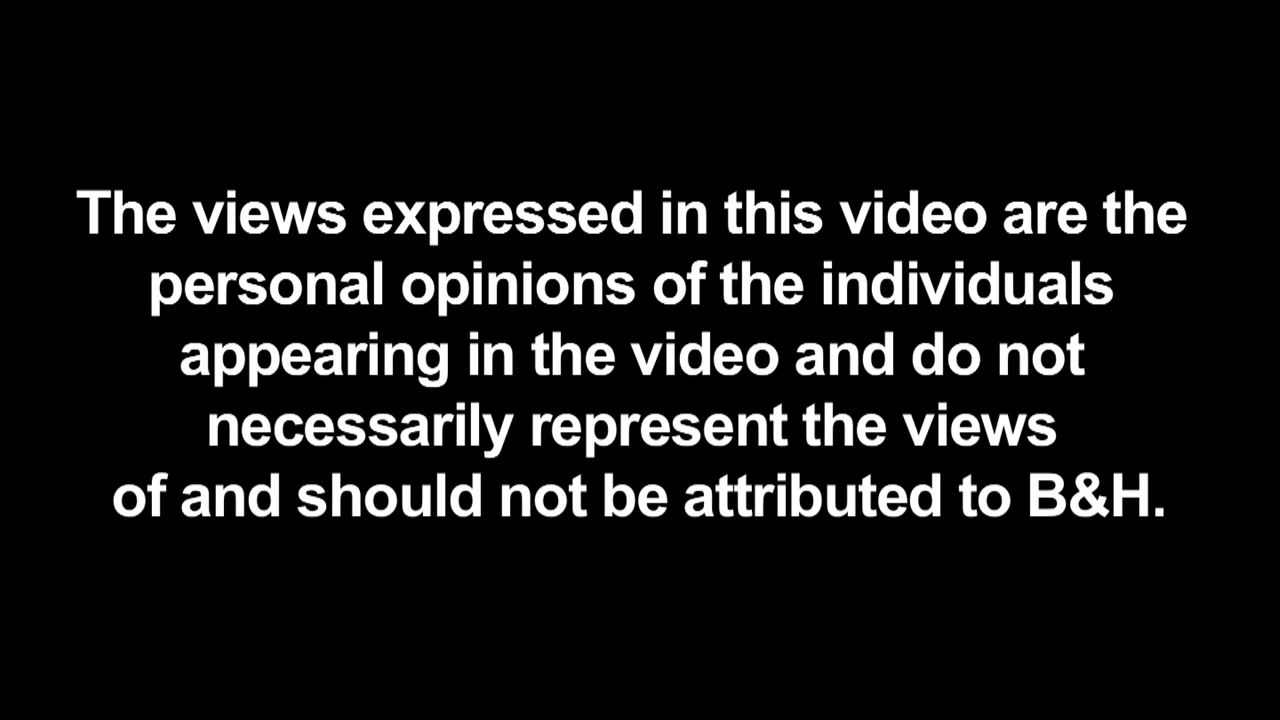 The views expressed in this video are the
personal opinions of the individuals
appearing in the video and do not
necessarily represent the views
of and should not be attributed to B&H.